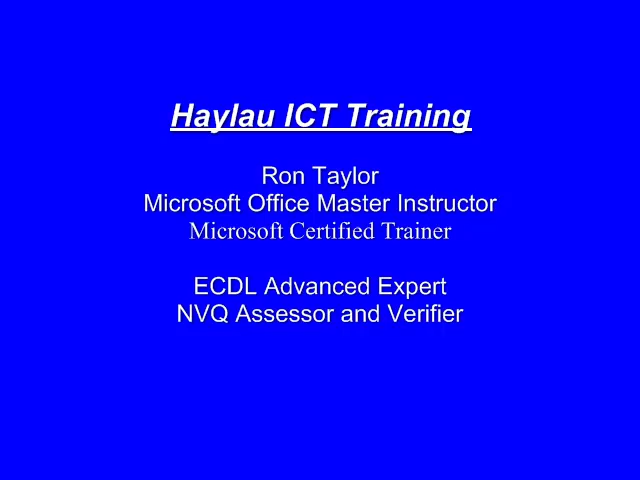 Haylau ICT Training
Ron Taylor
Microsoft Office Master Instructor
Microsoft Certified Trainer
ECDL Advanced Expert
NVQ Assessor and Verifier